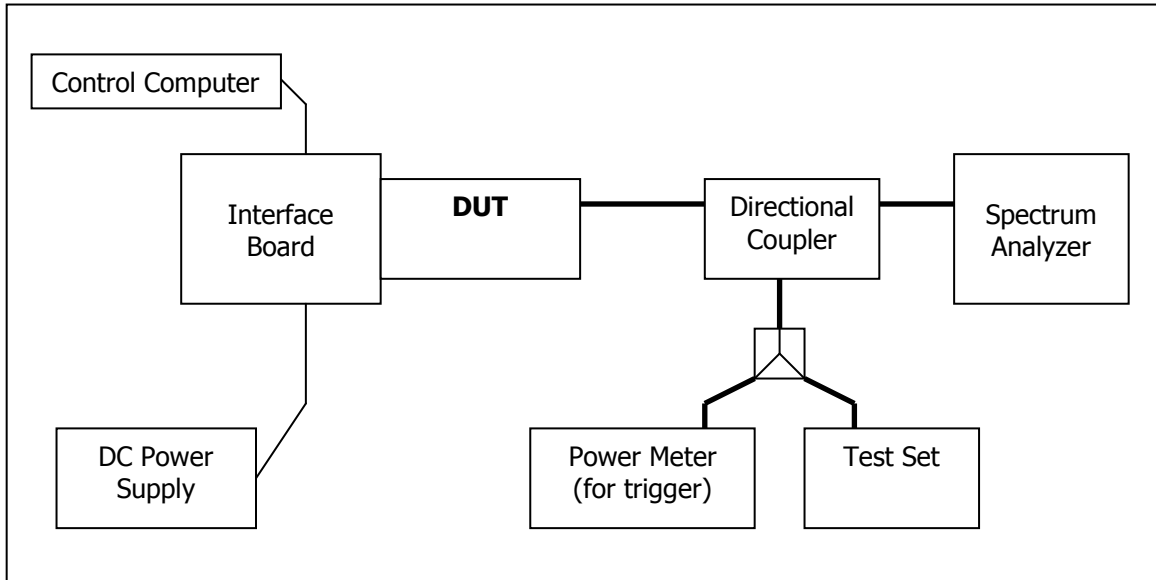 Control Computer
Interface
Board
DUT
Directional
Coupler
Spectrum
Analyzer
DC Power
Supply
Power Meter
(for trigger)
Test Set